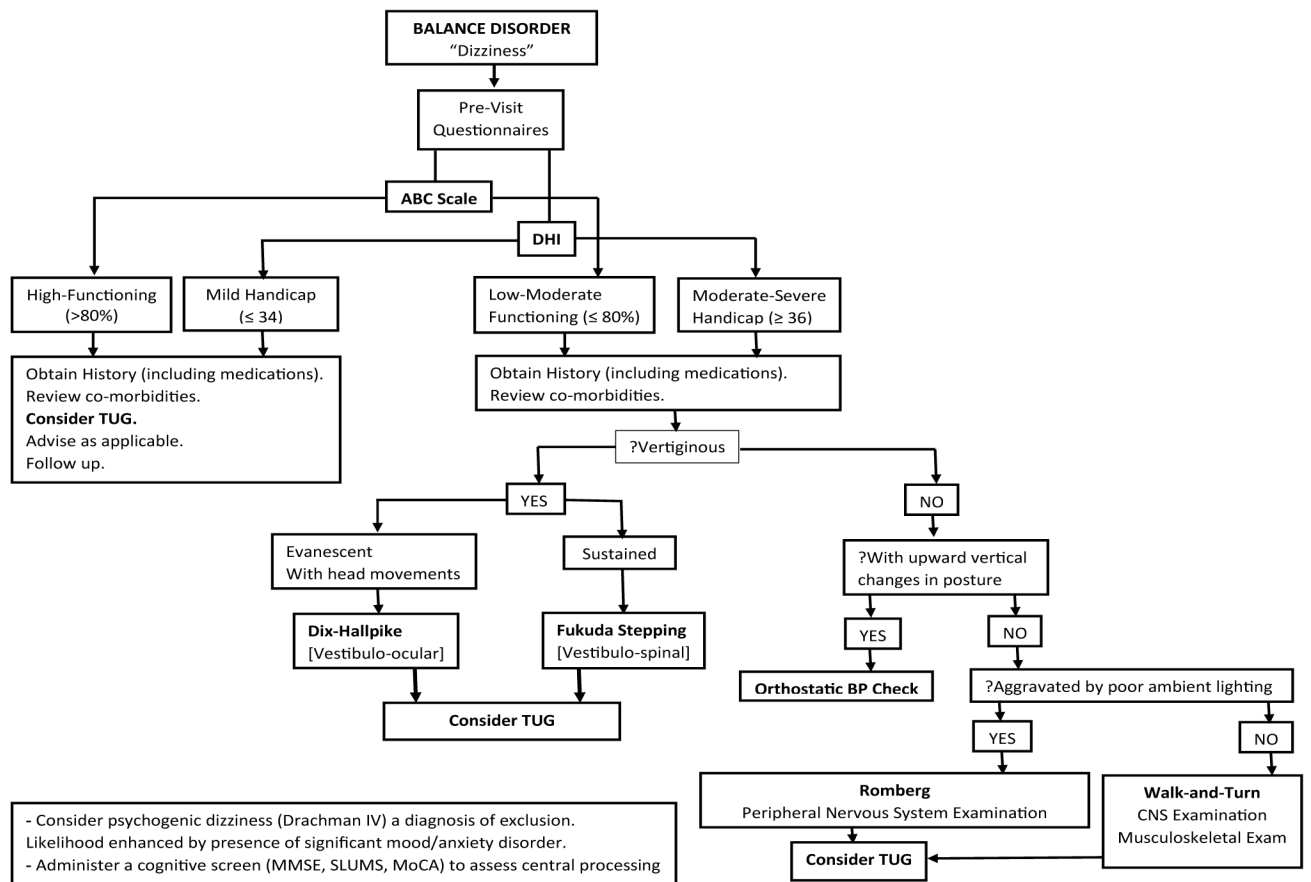 BALANCE DISORDER
“Dizziness”
Pre-Visit
Questionnaires
ABC Scale
DHI
High-Functioning
(>80%)
Mild Handicap
(≤ 34)
Low-Moderate
Functioning (≤ 80%)
Moderate-Severe
Handicap (≥ 36)
Obtain History (including medications).
Review co-morbidities.
Consider TUG.
Advise as applicable.
Follow up.
Obtain History (including medications).
Review co-morbidities.
?Vertiginous
YES
NO
Evanescent
With head movements
Sustained
?With upward vertical
changes in posture
Dix-Hallpike
[Vestibulo-ocular]
Fukuda Stepping
[Vestibulo-spinal]
YES
NO
Orthostatic BP Check
?Aggravated by poor ambient lighting
Consider TUG
YES
NO
Romberg
Peripheral Nervous System Examination
Walk-and-Turn
CNS Examination
Musculoskeletal Exam
Consider TUG
- Consider psychogenic dizziness (Drachman IV) a diagnosis of exclusion.
Likelihood enhanced by presence of significant mood/anxiety disorder.
- Administer a cognitive screen (MMSE, SLUMS, MoCA) to assess central processing